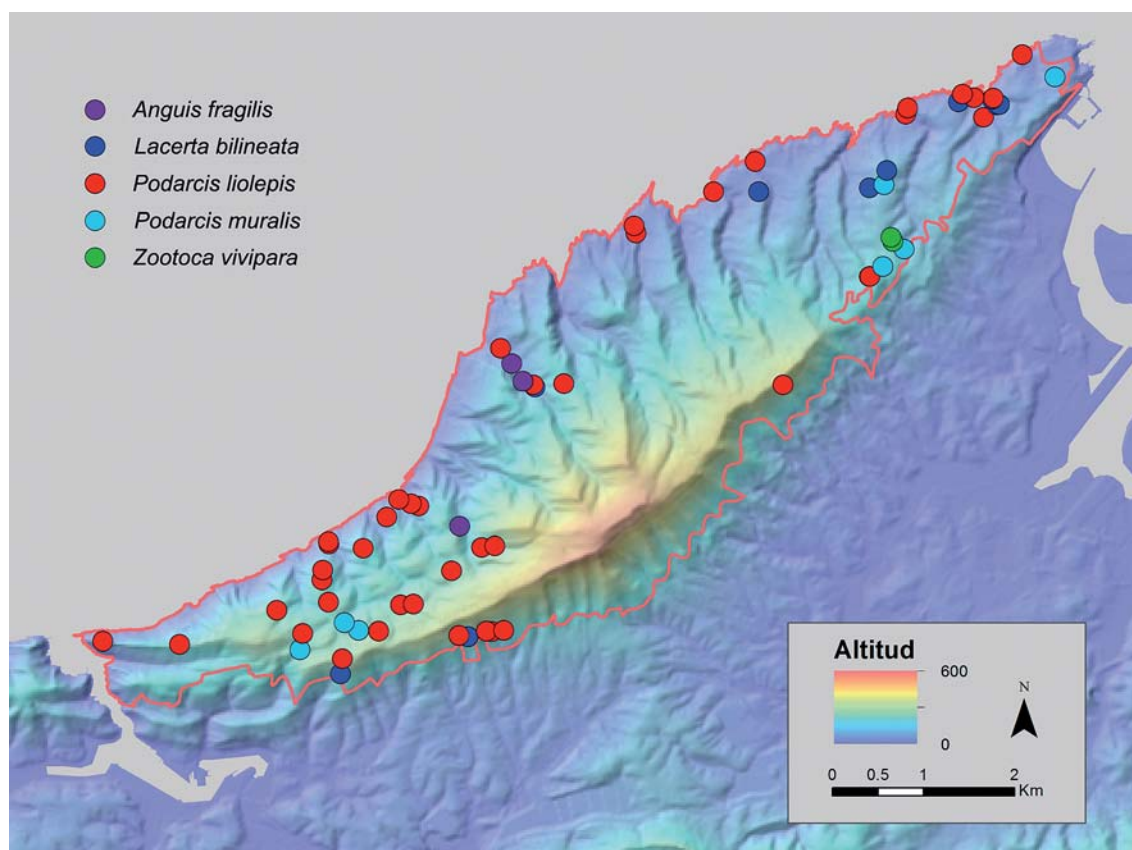 Anguis fragilis
Lacerta bilineata
Podarcis liolepis
Podarcis muralis
Zootoca vivipara
Altitud
600
0
N
0 0.5 1 2
Km